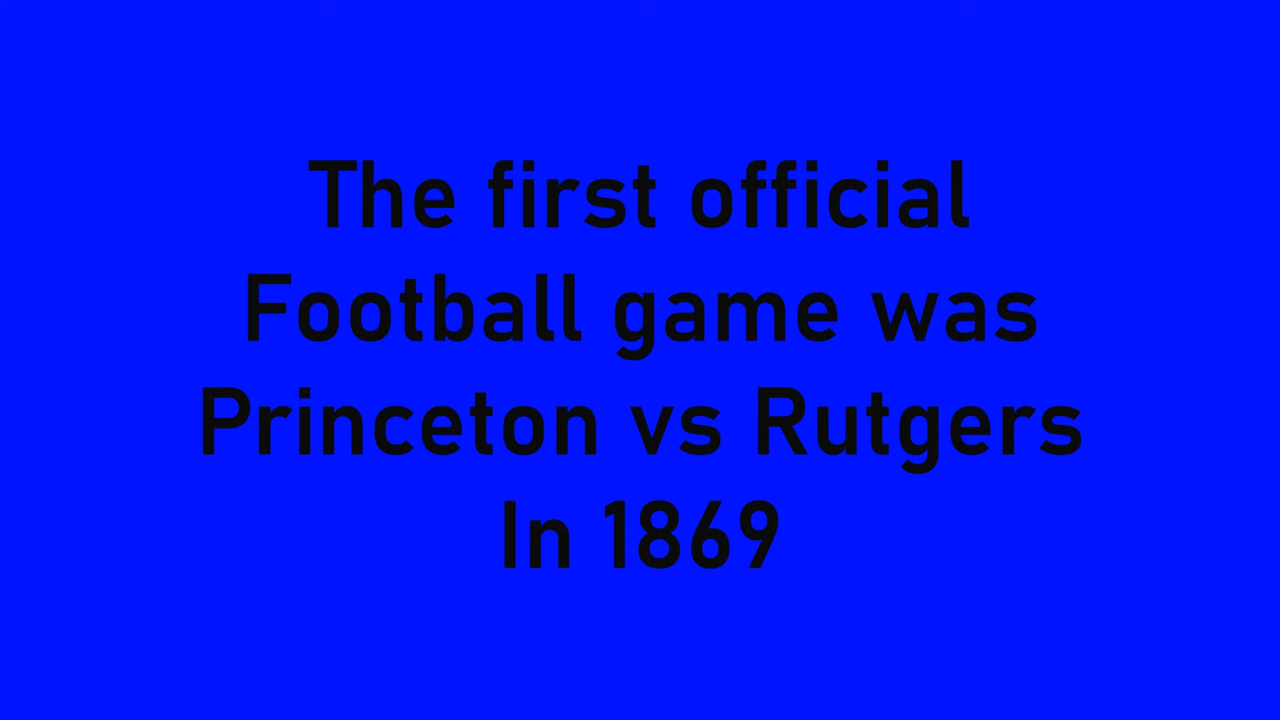 The first official
Football game was
Princeton vs Rutgers
In 1869